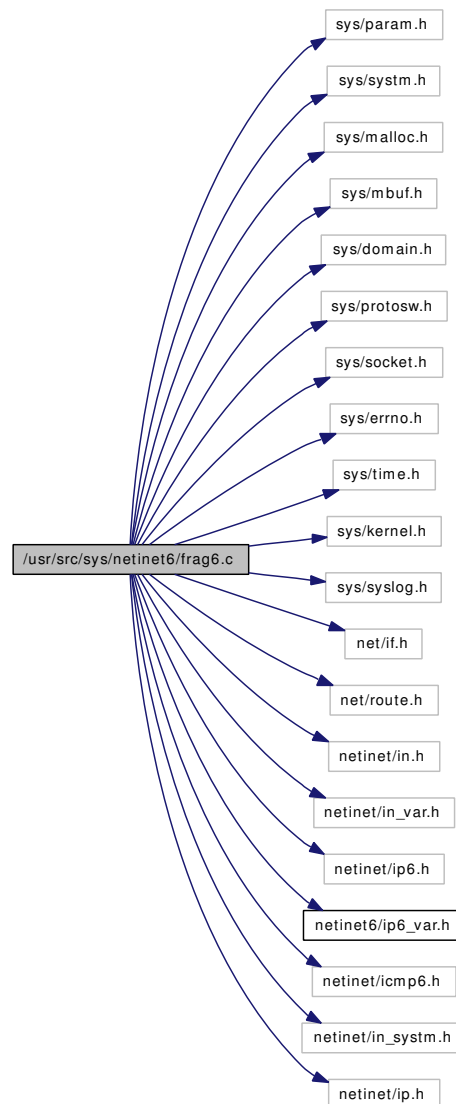 sys/param.h
sys/systm.h
sys/malloc.h
sys/mbuf.h
sys/domain.h
sys/protosw.h
sys/socket.h
sys/errno.h
sys/time.h
sys/kernel.h
/usr/src/sys/netinet6/frag6.c
sys/syslog.h
net/if.h
net/route.h
netinet/in.h
netinet/in_var.h
netinet/ip6.h
netinet6/ip6_var.h
netinet/icmp6.h
netinet/in_systm.h
netinet/ip.h